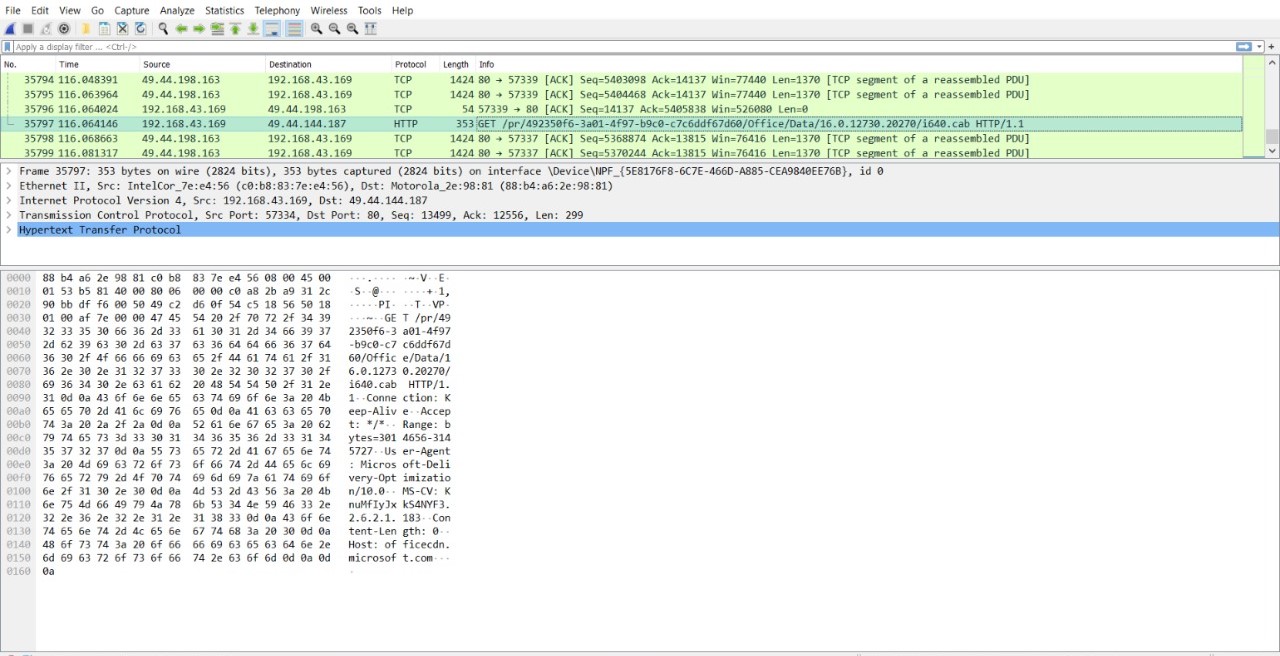 File Edit View Go Capture Analyze Statistics Telephony Wireless Tools Help
Apply a display filter ... <Ctrl-/>
No. Time Source Destination Protocol Length Info
35794 116.048391 49.44.198.163 192.168.43.169 TCP 1424 80 → 57339 [ACK] Seq=5403098 Ack=14137 Win=77440 Len=1370 [TCP segment of a reassembled PDU]
35795 116.063964 49.44.198.163 192.168.43.169 TCP 1424 80 → 57339 [ACK] Seq=5404468 Ack=14137 Win=77440 Len=1370 [TCP segment of a reassembled PDU]
35796 116.064024 192.168.43.169 49.44.198.163 TCP 54 57339 → 80 [ACK] Seq=14137 Ack=5405838 Win=526080 Len=0
35797 116.064146 192.168.43.169 49.44.144.187 HTTP 353 GET /pr/492350f6-3a01-4f97-b9c0-c7c6ddf67d60/Office/Data/16.0.12730.20270/i640.cab HTTP/1.1
35798 116.068663 49.44.198.163 192.168.43.169 TCP 1424 80 → 57337 [ACK] Seq=5368874 Ack=13815 Win=76416 Len=1370 [TCP segment of a reassembled PDU]
35799 116.081317 49.44.198.163 192.168.43.169 TCP 1424 80 → 57337 [ACK] Seq=5370244 Ack=13815 Win=76416 Len=1370 [TCP segment of a reassembled PDU]
Frame 35797: 353 bytes on wire (2824 bits), 353 bytes captured (2824 bits) on interface \Device\NPF_{5E8176F8-6C7E-466D-A885-CEA9840EE76B}, id 0
Ethernet II, Src: IntelCor_7e:e4:56 (c0:b8:83:7e:e4:56), Dst: Motorola_2e:98:81 (88:b4:a6:2e:98:81)
Internet Protocol Version 4, Src: 192.168.43.169, Dst: 49.44.144.187
Transmission Control Protocol, Src Port: 57334, Dst Port: 80, Seq: 13499, Ack: 12556, Len: 299
Hypertext Transfer Protocol
0000 88 b4 a6 2e 98 81 c0 b8 83 7e e4 56 08 00 45 00 ···.···· ·~·V··E·
0010 01 53 b5 81 40 00 80 06 00 00 c0 a8 2b a9 31 2c ·S··@··· ····+·1,
0020 90 bb df f6 00 50 49 c2 d6 0f 54 c5 18 56 50 18 ·····PI· ··T··VP·
0030 01 00 af 7e 00 00 47 45 54 20 2f 70 72 2f 34 39 ···~··GE T /pr/49
0040 32 33 35 30 66 36 2d 33 61 30 31 2d 34 66 39 37 2350f6-3 a01-4f97
0050 2d 62 39 63 30 2d 63 37 63 36 64 64 66 36 37 64 -b9c0-c7 c6ddf67d
0060 36 30 2f 4f 66 66 69 63 65 2f 44 61 74 61 2f 31 60/Offic e/Data/1
0070 36 2e 30 2e 31 32 37 33 30 2e 32 30 32 37 30 2f 6.0.1273 0.20270/
0080 69 36 34 30 2e 63 61 62 20 48 54 54 50 2f 31 2e i640.cab HTTP/1.
0090 31 0d 0a 43 6f 6e 6e 65 63 74 69 6f 6e 3a 20 4b 1··Conne ction: K
00a0 65 65 70 2d 41 6c 69 76 65 0d 0a 41 63 63 65 70 eep-Aliv e··Accep
00b0 74 3a 20 2a 2f 2a 0d 0a 52 61 6e 67 65 3a 20 62 t: */*·· Range: b
00c0 79 74 65 73 3d 33 30 31 34 36 35 36 2d 33 31 34 ytes=301 4656-314
00d0 35 37 32 37 0d 0a 55 73 65 72 2d 41 67 65 6e 74 5727··Us er-Agent
00e0 3a 20 4d 69 63 72 6f 73 6f 66 74 2d 44 65 6c 69 : Micros oft-Deli
00f0 76 65 72 79 2d 4f 70 74 69 6d 69 7a 61 74 69 6f very-Opt imizatio
0100 6e 2f 31 30 2e 30 0d 0a 4d 53 2d 43 56 3a 20 4b n/10.0·· MS-CV: K
0110 6e 75 4d 66 49 79 4a 78 6b 53 34 4e 59 46 33 2e nuMfIyJx kS4NYF3.
0120 32 2e 36 2e 32 2e 31 2e 31 38 33 0d 0a 43 6f 6e 2.6.2.1. 183··Con
0130 74 65 6e 74 2d 4c 65 6e 67 74 68 3a 20 30 0d 0a tent-Len gth: 0··
0140 48 6f 73 74 3a 20 6f 66 66 69 63 65 63 64 6e 2e Host: of ficecdn.
0150 6d 69 63 72 6f 73 6f 66 74 2e 63 6f 6d 0d 0a 0d microsof t.com···
0160 0a ·